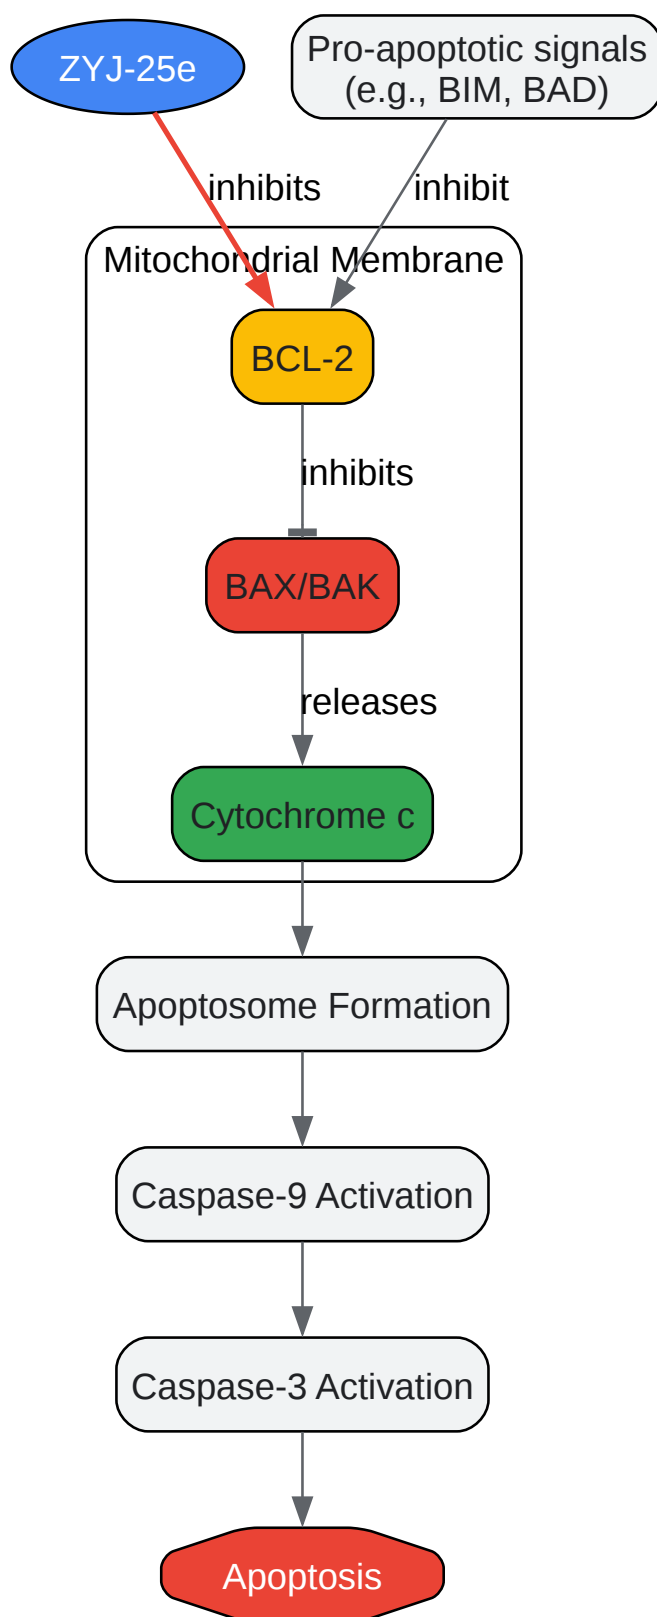 ZYJ-25e
Pro-apoptotic signals
(e.g., BIM, BAD)
inhibits
inhibit
Mitochondrial Membrane
BCL-2
inhibits
BAX/BAK
releases
Cytochrome c
Apoptosome Formation
Caspase-9 Activation
Caspase-3 Activation
Apoptosis